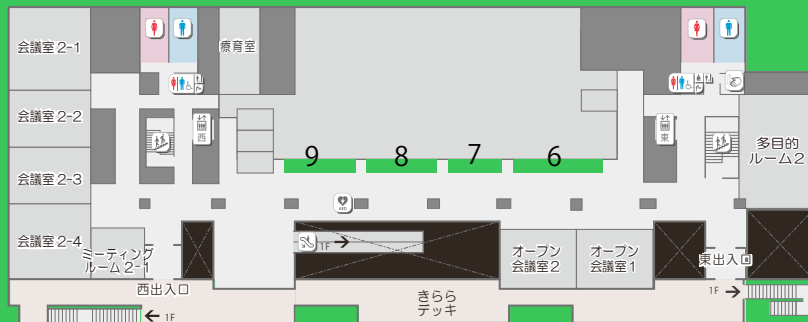 会議室2-1
療育室
会議室2-2
西
東
多目的
ルーム2
9
8
7
6
会議室2-3
AED
会議室2-4
ミーティング
ルーム2-1
1F
オープン
会議室2
オープン
会議室1
東出入口
西出入口
きらら
デッキ
1F
1F